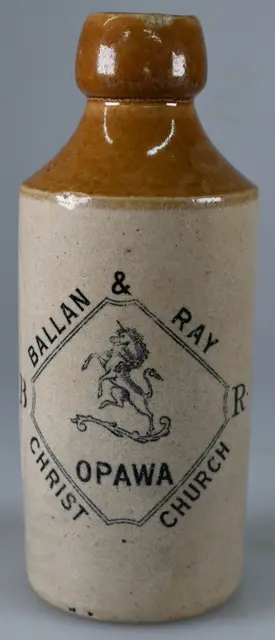 BALLAN & RAY
B R
OPAWA
CHRIST CHURCH